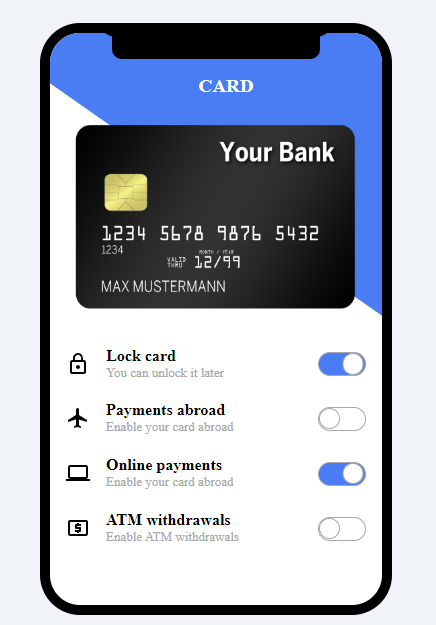 CARD
Your Bank
1234 5678 9876 5432
1234
MONTH / YEAR
VALID THRU 12/99
MAX MUSTERMANN
Lock card
You can unlock it later
Payments abroad
Enable your card abroad
Online payments
Enable your card abroad
ATM withdrawals
Enable ATM withdrawals